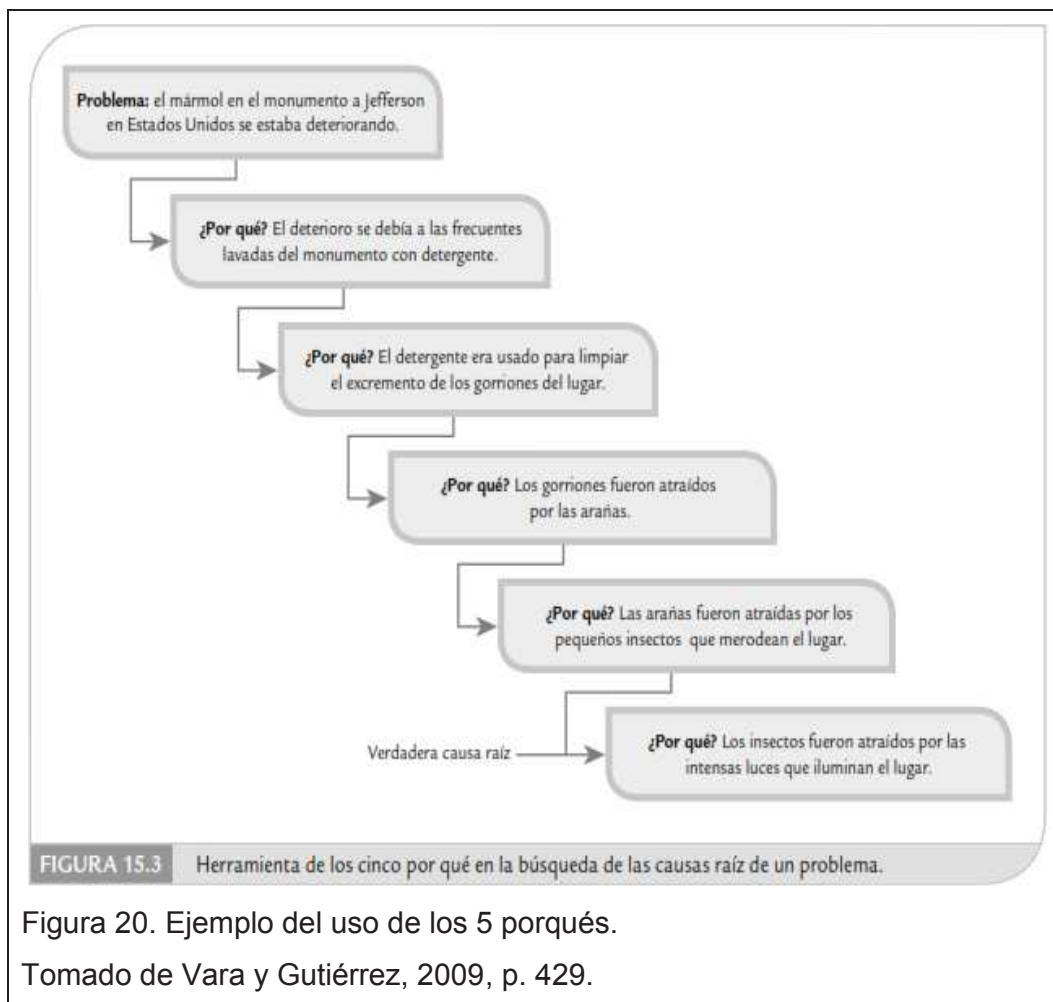 Problema: el mármol en el monumento a Jefferson
en Estados Unidos se estaba deteriorando.
¿Por qué? El deterioro se debía a las frecuentes
lavadas del monumento con detergente.
¿Por qué? El detergente era usado para limpiar
el excremento de los gorriones del lugar.
¿Por qué? Los gorriones fueron atraídos
por las arañas.
¿Por qué? Las arañas fueron atraídas por los
pequeños insectos que merodean el lugar.
Verdadera causa raíz
¿Por qué? Los insectos fueron atraídos por las
intensas luces que iluminan el lugar.
FIGURA 15.3 Herramienta de los cinco por qué en la búsqueda de las causas raíz de un problema.
Figura 20. Ejemplo del uso de los 5 porqués.
Tomado de Vara y Gutiérrez, 2009, p. 429.